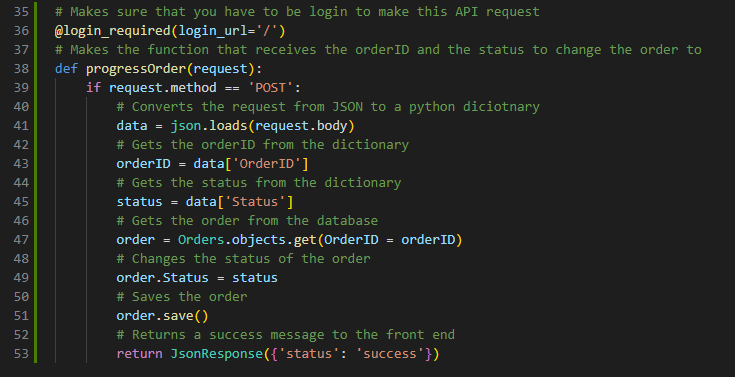 35 # Makes sure that you have to be login to make this API request
36 @login_required(login_url='/')
37 # Makes the function that receives the orderID and the status to change the order to
38 def progressOrder(request):
39     if request.method == 'POST':
40         # Converts the request from JSON to a python diciotnary
41         data = json.loads(request.body)
42         # Gets the orderID from the dictionary
43         orderID = data['OrderID']
44         # Gets the status from the dictionary
45         status = data['Status']
46         # Gets the order from the database
47         order = Orders.objects.get(OrderID = orderID)
48         # Changes the status of the order
49         order.Status = status
50         # Saves the order
51         order.save()
52         # Returns a success message to the front end
53         return JsonResponse({'status': 'success'})